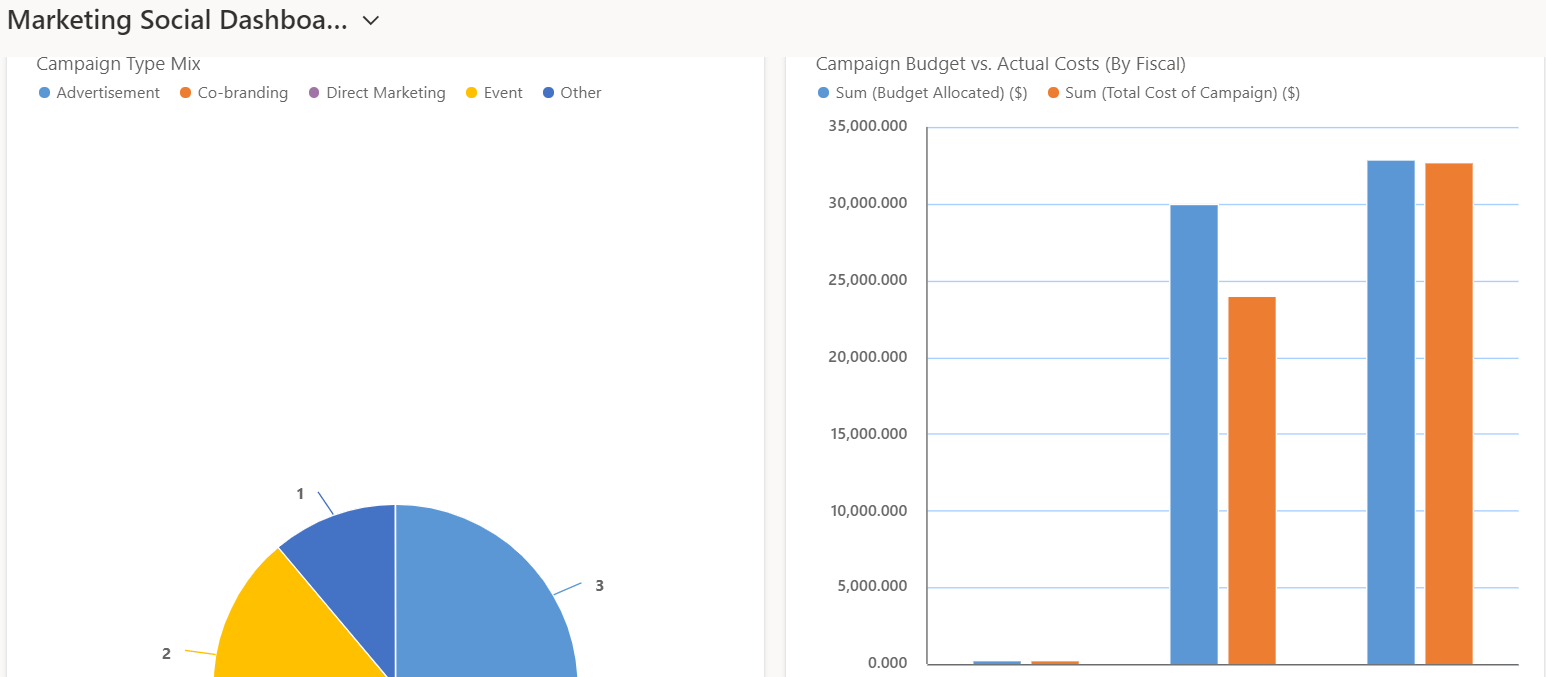 Marketing Social Dashboa...
Campaign Type Mix
Advertisement Co-branding Direct Marketing Event Other
1
3
2
Campaign Budget vs. Actual Costs (By Fiscal)
Sum (Budget Allocated) ($) Sum (Total Cost of Campaign) ($)
35,000.000
30,000.000
25,000.000
20,000.000
15,000.000
10,000.000
5,000.000
0.000